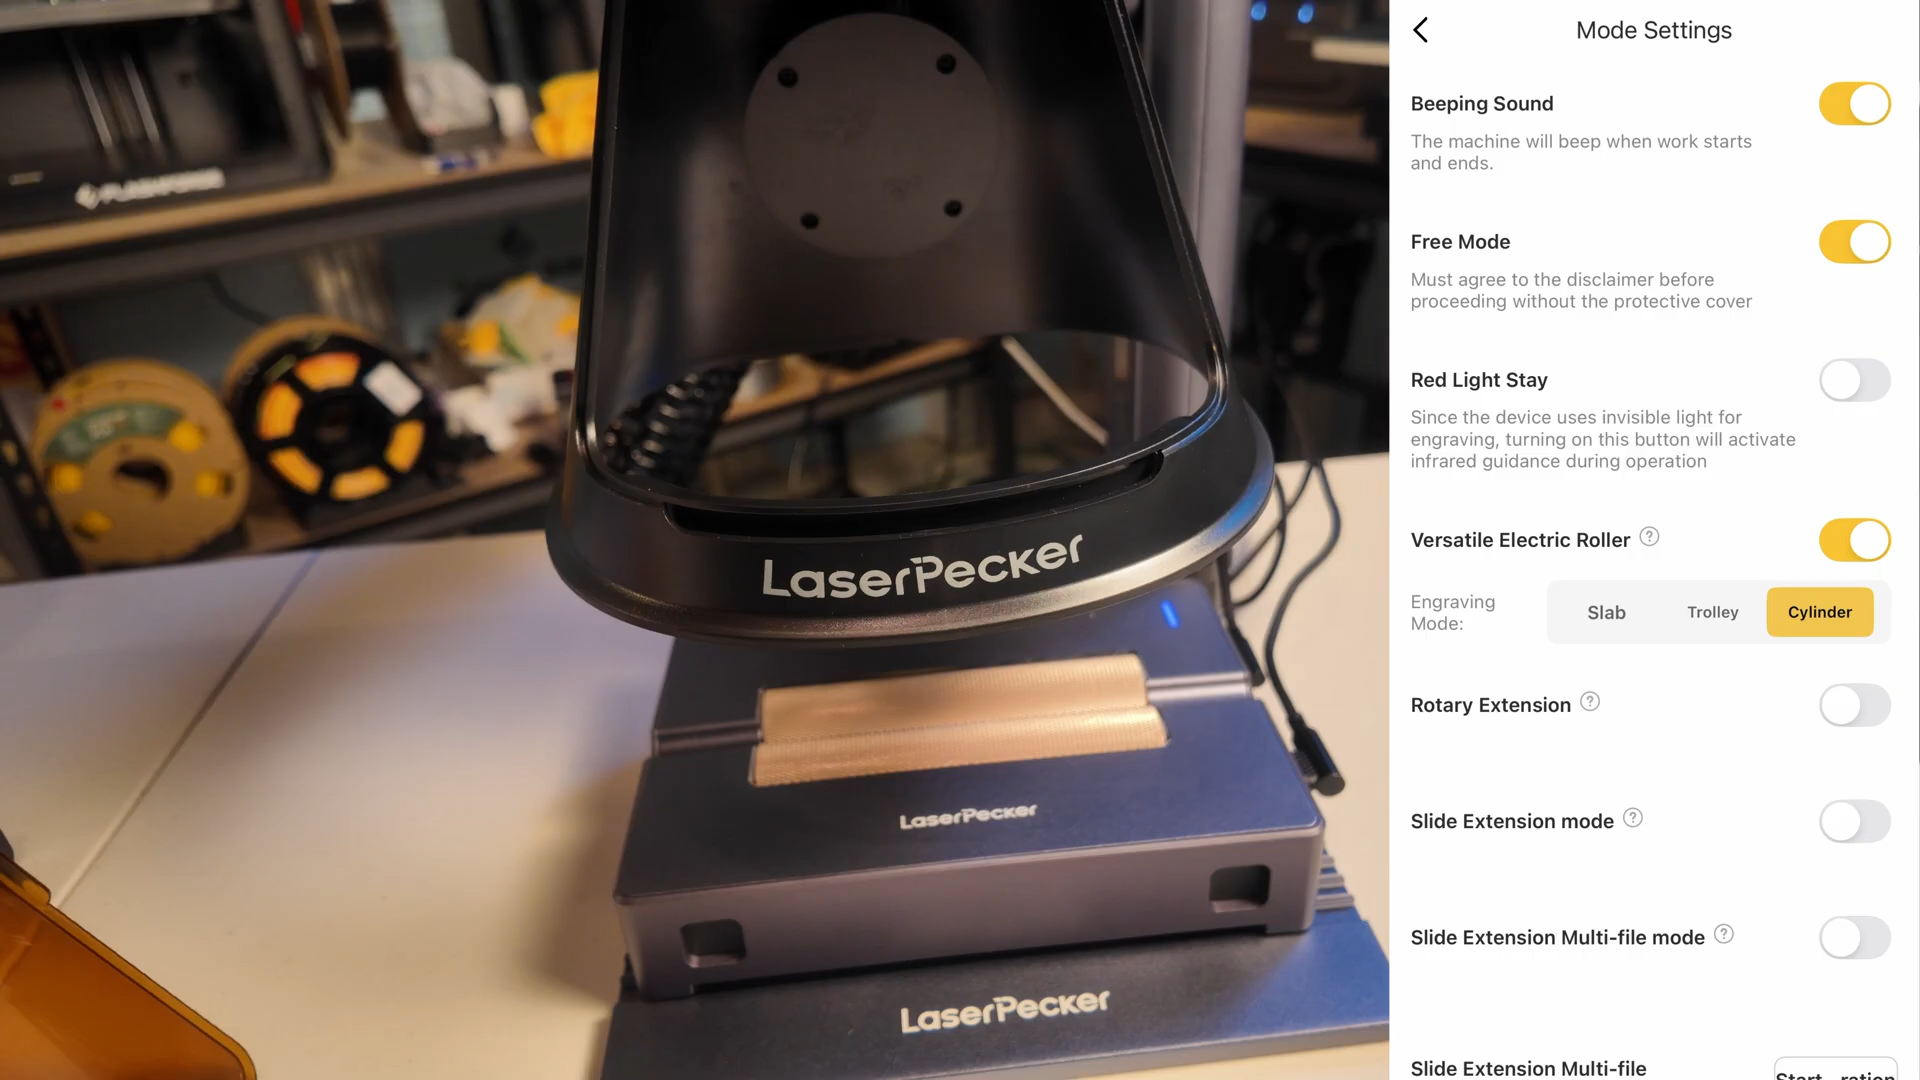 FLASHFORGE
LaserPecker
LaserPecker
LaserPecker
Mode Settings
Beeping Sound
The machine will beep when work starts
and ends.
Free Mode
Must agree to the disclaimer before
proceeding without the protective cover
Red Light Stay
Since the device uses invisible light for
engraving, turning on this button will activate
infrared guidance during operation
Versatile Electric Roller ?
Engraving
Mode:
Slab Trolley Cylinder
Rotary Extension ?
Slide Extension mode ?
Slide Extension Multi-file mode ?
Slide Extension Multi-file